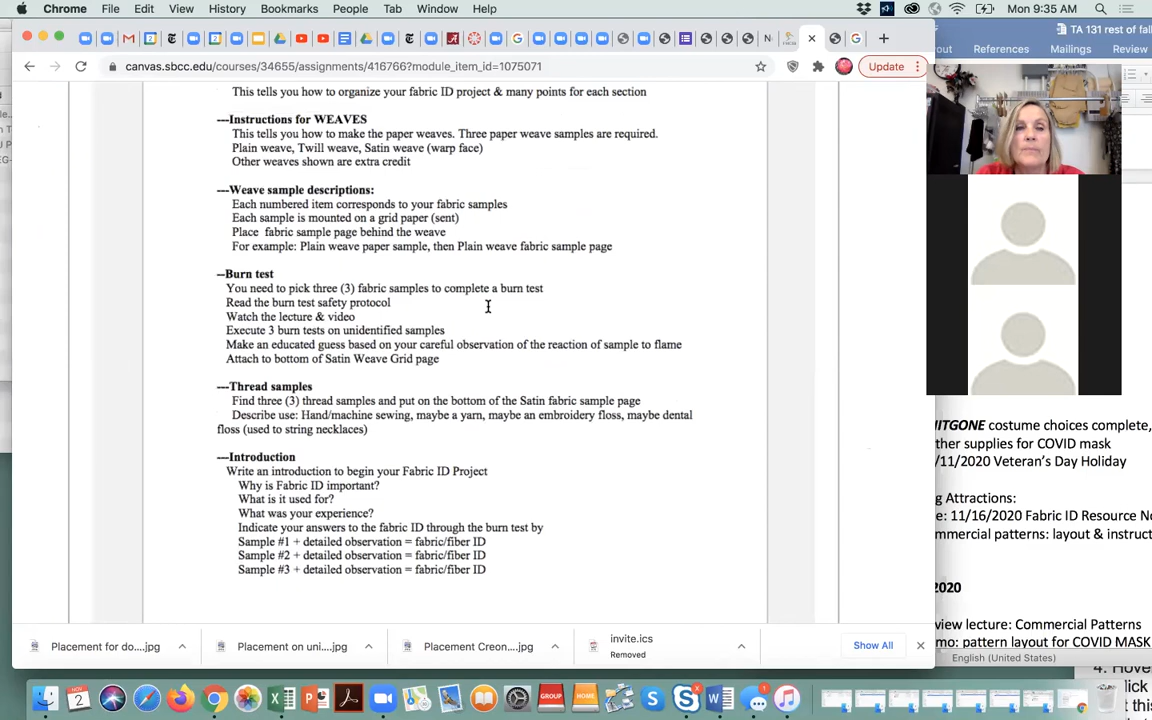 Chrome File Edit View History Bookmarks People Tab Window Help Mon 9:35 AM
TA 131 rest of fal
canvas.sbcc.edu/courses/34655/assignments/416766?module_item_id=1075071 Update
out References Mailings Review
This tells you how to organize your fabric ID project & many points for each section
---Instructions for WEAVES
This tells you how to make the paper weaves. Three paper weave samples are required.
Plain weave, Twill weave, Satin weave (warp face)
Other weaves shown are extra credit
---Weave sample descriptions:
Each numbered item corresponds to your fabric samples
Each sample is mounted on a grid paper (sent)
Place fabric sample page behind the weave
For example: Plain weave paper sample, then Plain weave fabric sample page
--Burn test
You need to pick three (3) fabric samples to complete a burn test
Read the burn test safety protocol
Watch the lecture & video
Execute 3 burn tests on unidentified samples
Make an educated guess based on your careful observation of the reaction of sample to flame
Attach to bottom of Satin Weave Grid page
---Thread samples
Find three (3) thread samples and put on the bottom of the Satin fabric sample page
Describe use: Hand/machine sewing, maybe a yarn, maybe an embroidery floss, maybe dental
floss (used to string necklaces)
---Introduction
Write an introduction to begin your Fabric ID Project
Why is Fabric ID important?
What is it used for?
What was your experience?
Indicate your answers to the fabric ID through the burn test by
Sample #1 + detailed observation = fabric/fiber ID
Sample #2 + detailed observation = fabric/fiber ID
Sample #3 + detailed observation = fabric/fiber ID
NITGONE costume choices complete,
ther supplies for COVID mask
/11/2020 Veteran's Day Holiday
g Attractions:
e: 11/16/2020 Fabric ID Resource No
mmercial patterns: layout & instruct
2020
view lecture: Commercial Patterns
mo: pattern layout for COVID MASK
English (United States)
Placement for do....jpg
Placement on uni....jpg
Placement Creon....jpg
invite.ics
Removed
Show All
4. Hove
lick
t this
NOV
2
GROUP
HOME